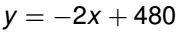 y = −2x + 480